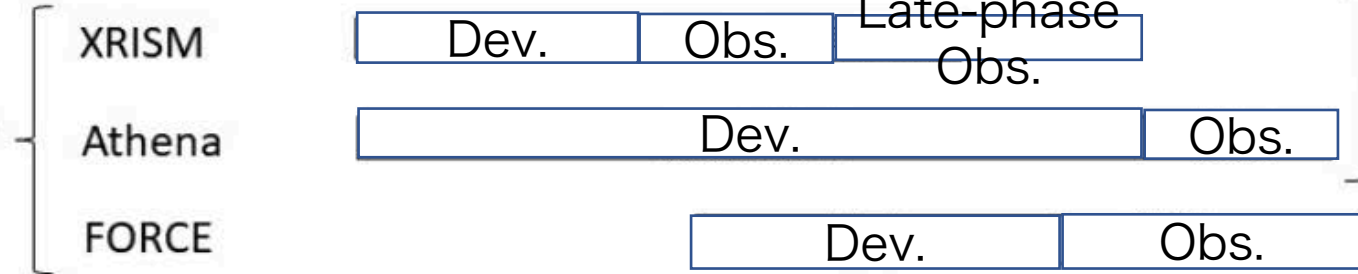 XRISM Dev. Obs. Late-phase
Obs.
Athena Dev. Obs.
FORCE Dev. Obs.